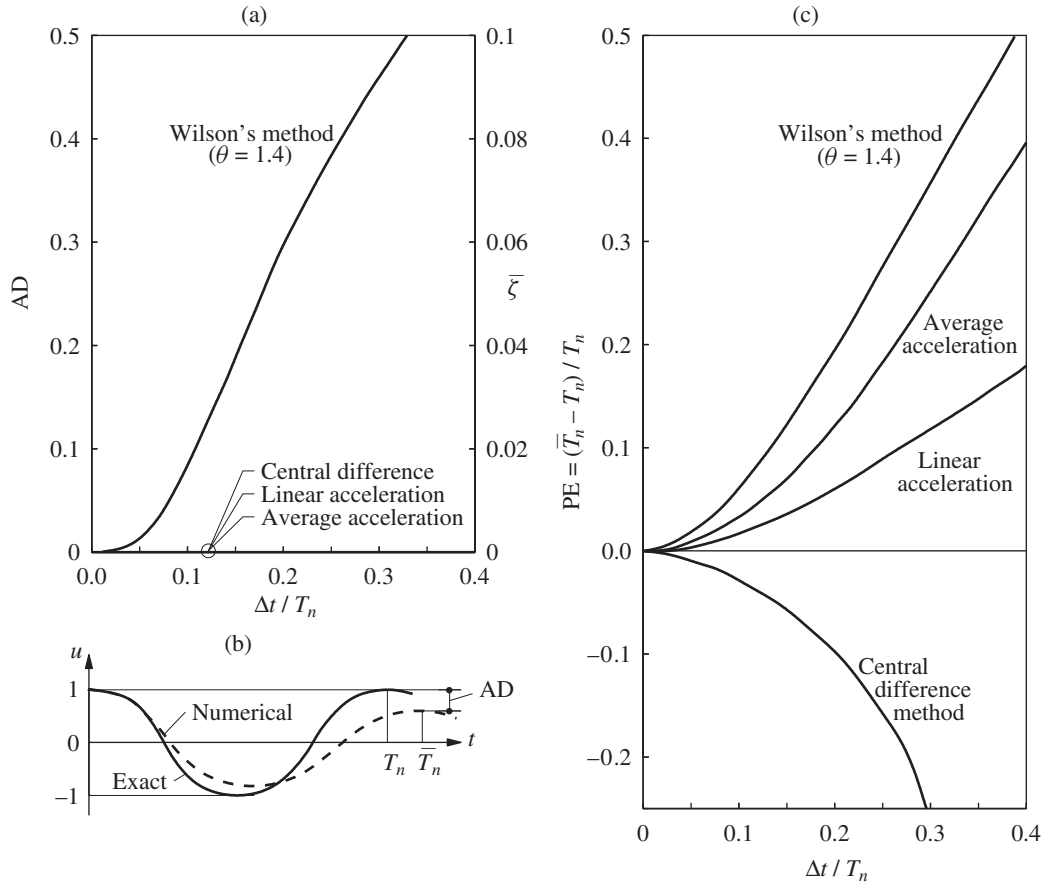 (a)
0.5
0.4
0.3
0.2
0.1
0
AD
0.1
0.08
0.06
0.04
0.02
0
ζ̅
Wilson's method
(θ = 1.4)
Central difference
Linear acceleration
Average acceleration
0.0
0.1
0.2
0.3
0.4
Δt / Tₙ
(b)
u
1
0
−1
Numerical
Exact
AD
t
Tₙ
T̅ₙ
(c)
0.5
0.4
0.3
0.2
0.1
0.0
−0.1
−0.2
PE = (T̅ₙ − Tₙ) / Tₙ
Wilson's method
(θ = 1.4)
Average
acceleration
Linear
acceleration
Central
difference
method
0
0.1
0.2
0.3
0.4
Δt / Tₙ